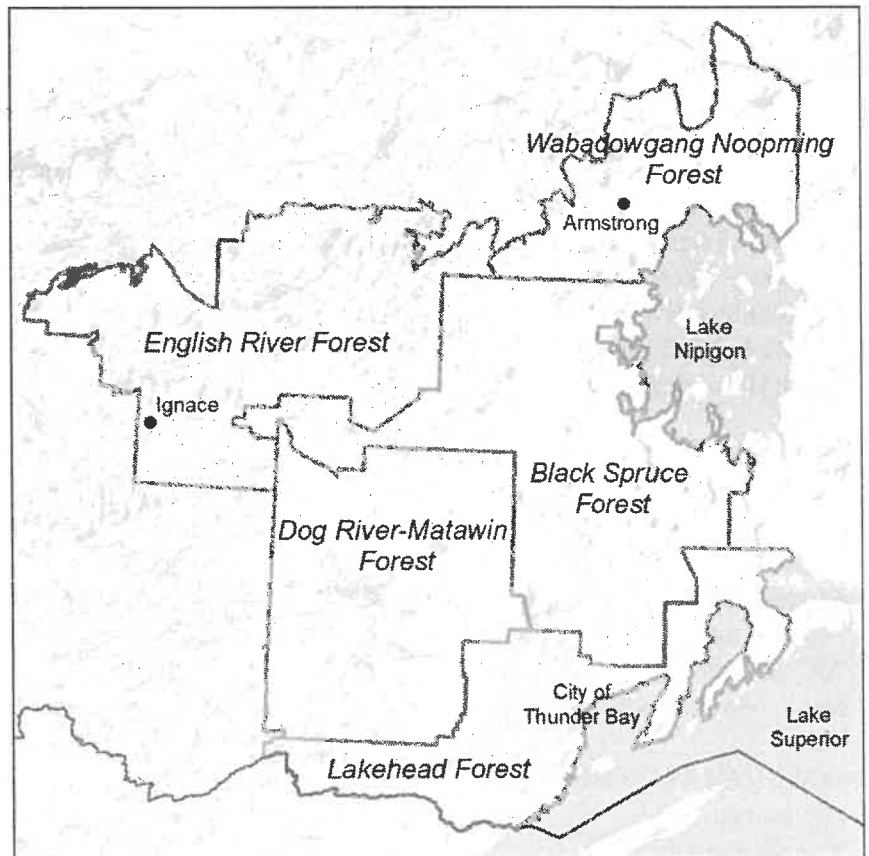 Wabadowgang Noopming
Forest
Armstrong
Lake
Nipigon
English River Forest
Ignace
Black Spruce
Forest
Dog River-Matawin
Forest
City of
Thunder Bay
Lake
Superior
Lakehead Forest